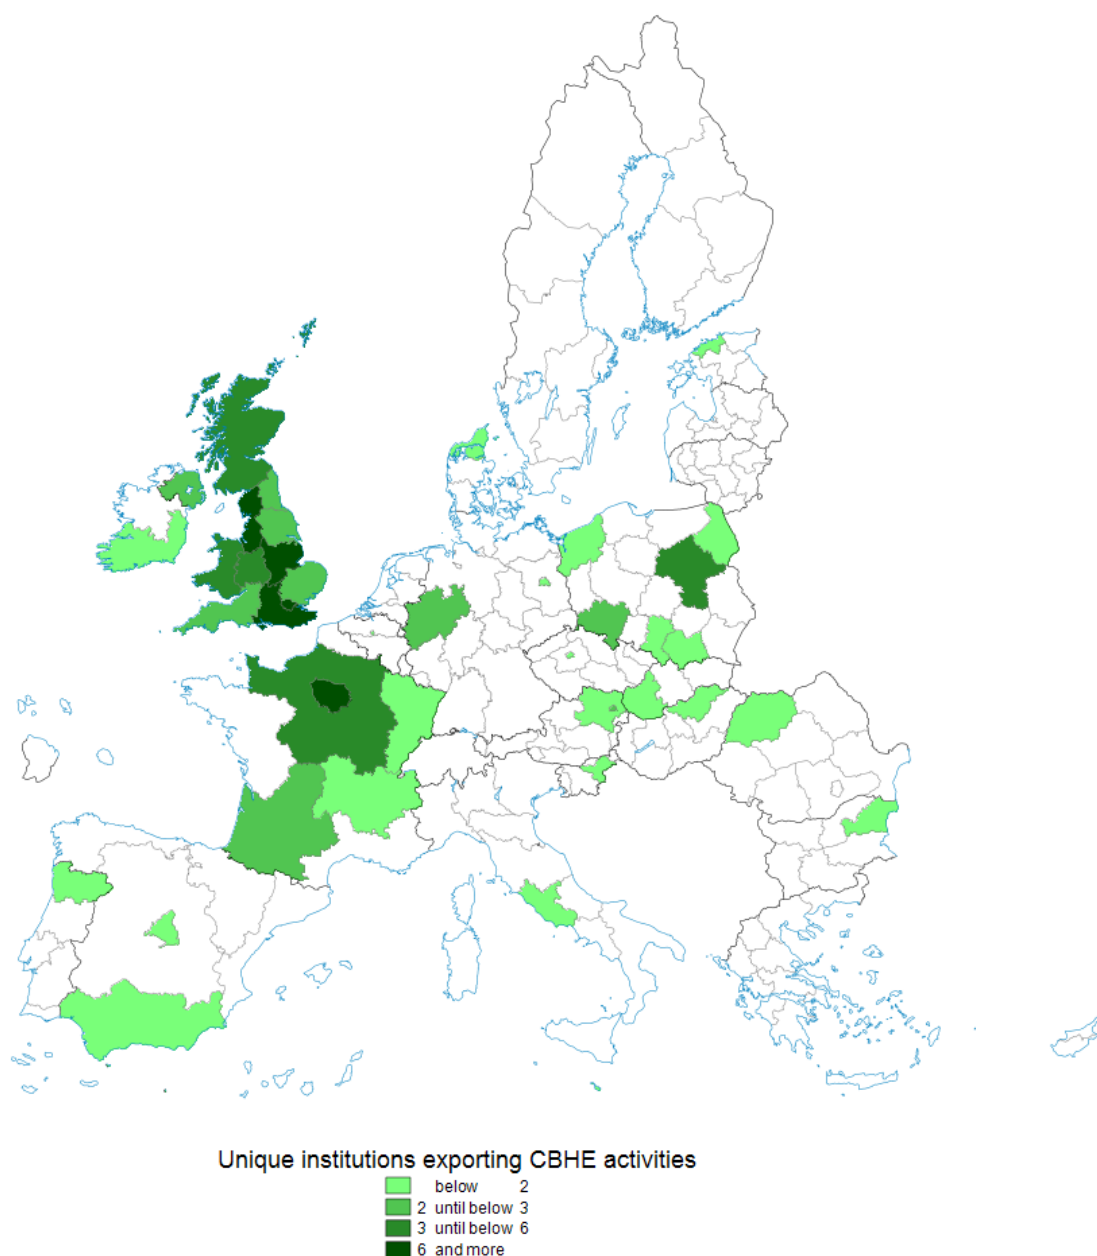 Unique institutions exporting CBHE activities
below 2
2 until below 3
3 until below 6
6 and more